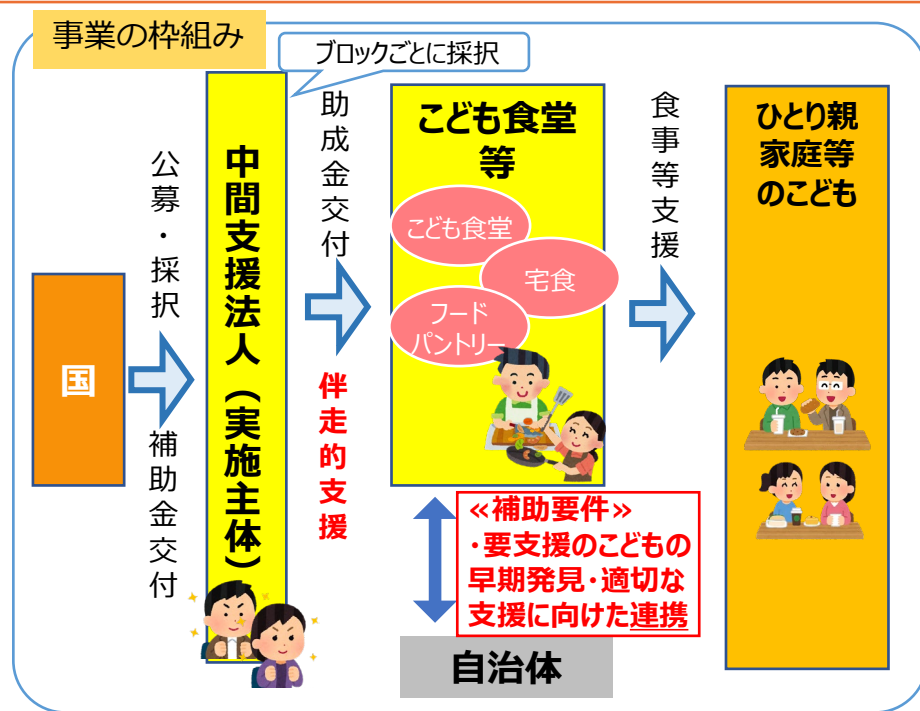 事業の枠組み
ブロックごとに採択
国
公募・採択
補助金交付
中間支援法人（実施主体）
助成金交付
伴走的支援
こども食堂
等
こども食堂
宅食
フード
パントリー
食事等支援
ひとり親
家庭等
のこども
≪補助要件≫
・要支援のこどもの
早期発見・適切な
支援に向けた連携
自治体